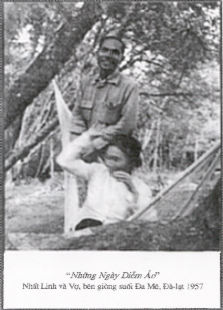 "Những Ngày Diễm Ảo"
Nhất Linh và Vợ, bên giòng suối Đa Mê, Đà-lạt 1957